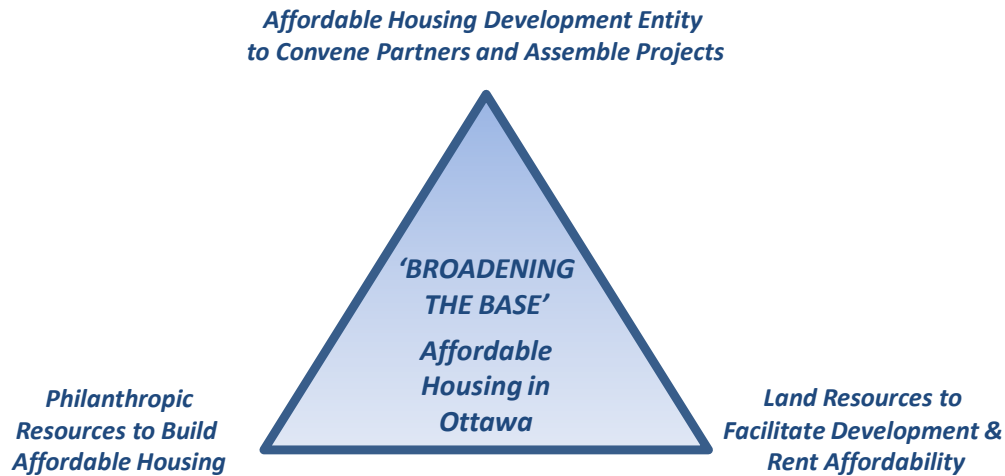 Affordable Housing Development Entity
to Convene Partners and Assemble Projects
‘BROADENING
THE BASE’
Affordable
Housing in
Ottawa
Philanthropic
Resources to Build
Affordable Housing
Land Resources to
Facilitate Development &
Rent Affordability